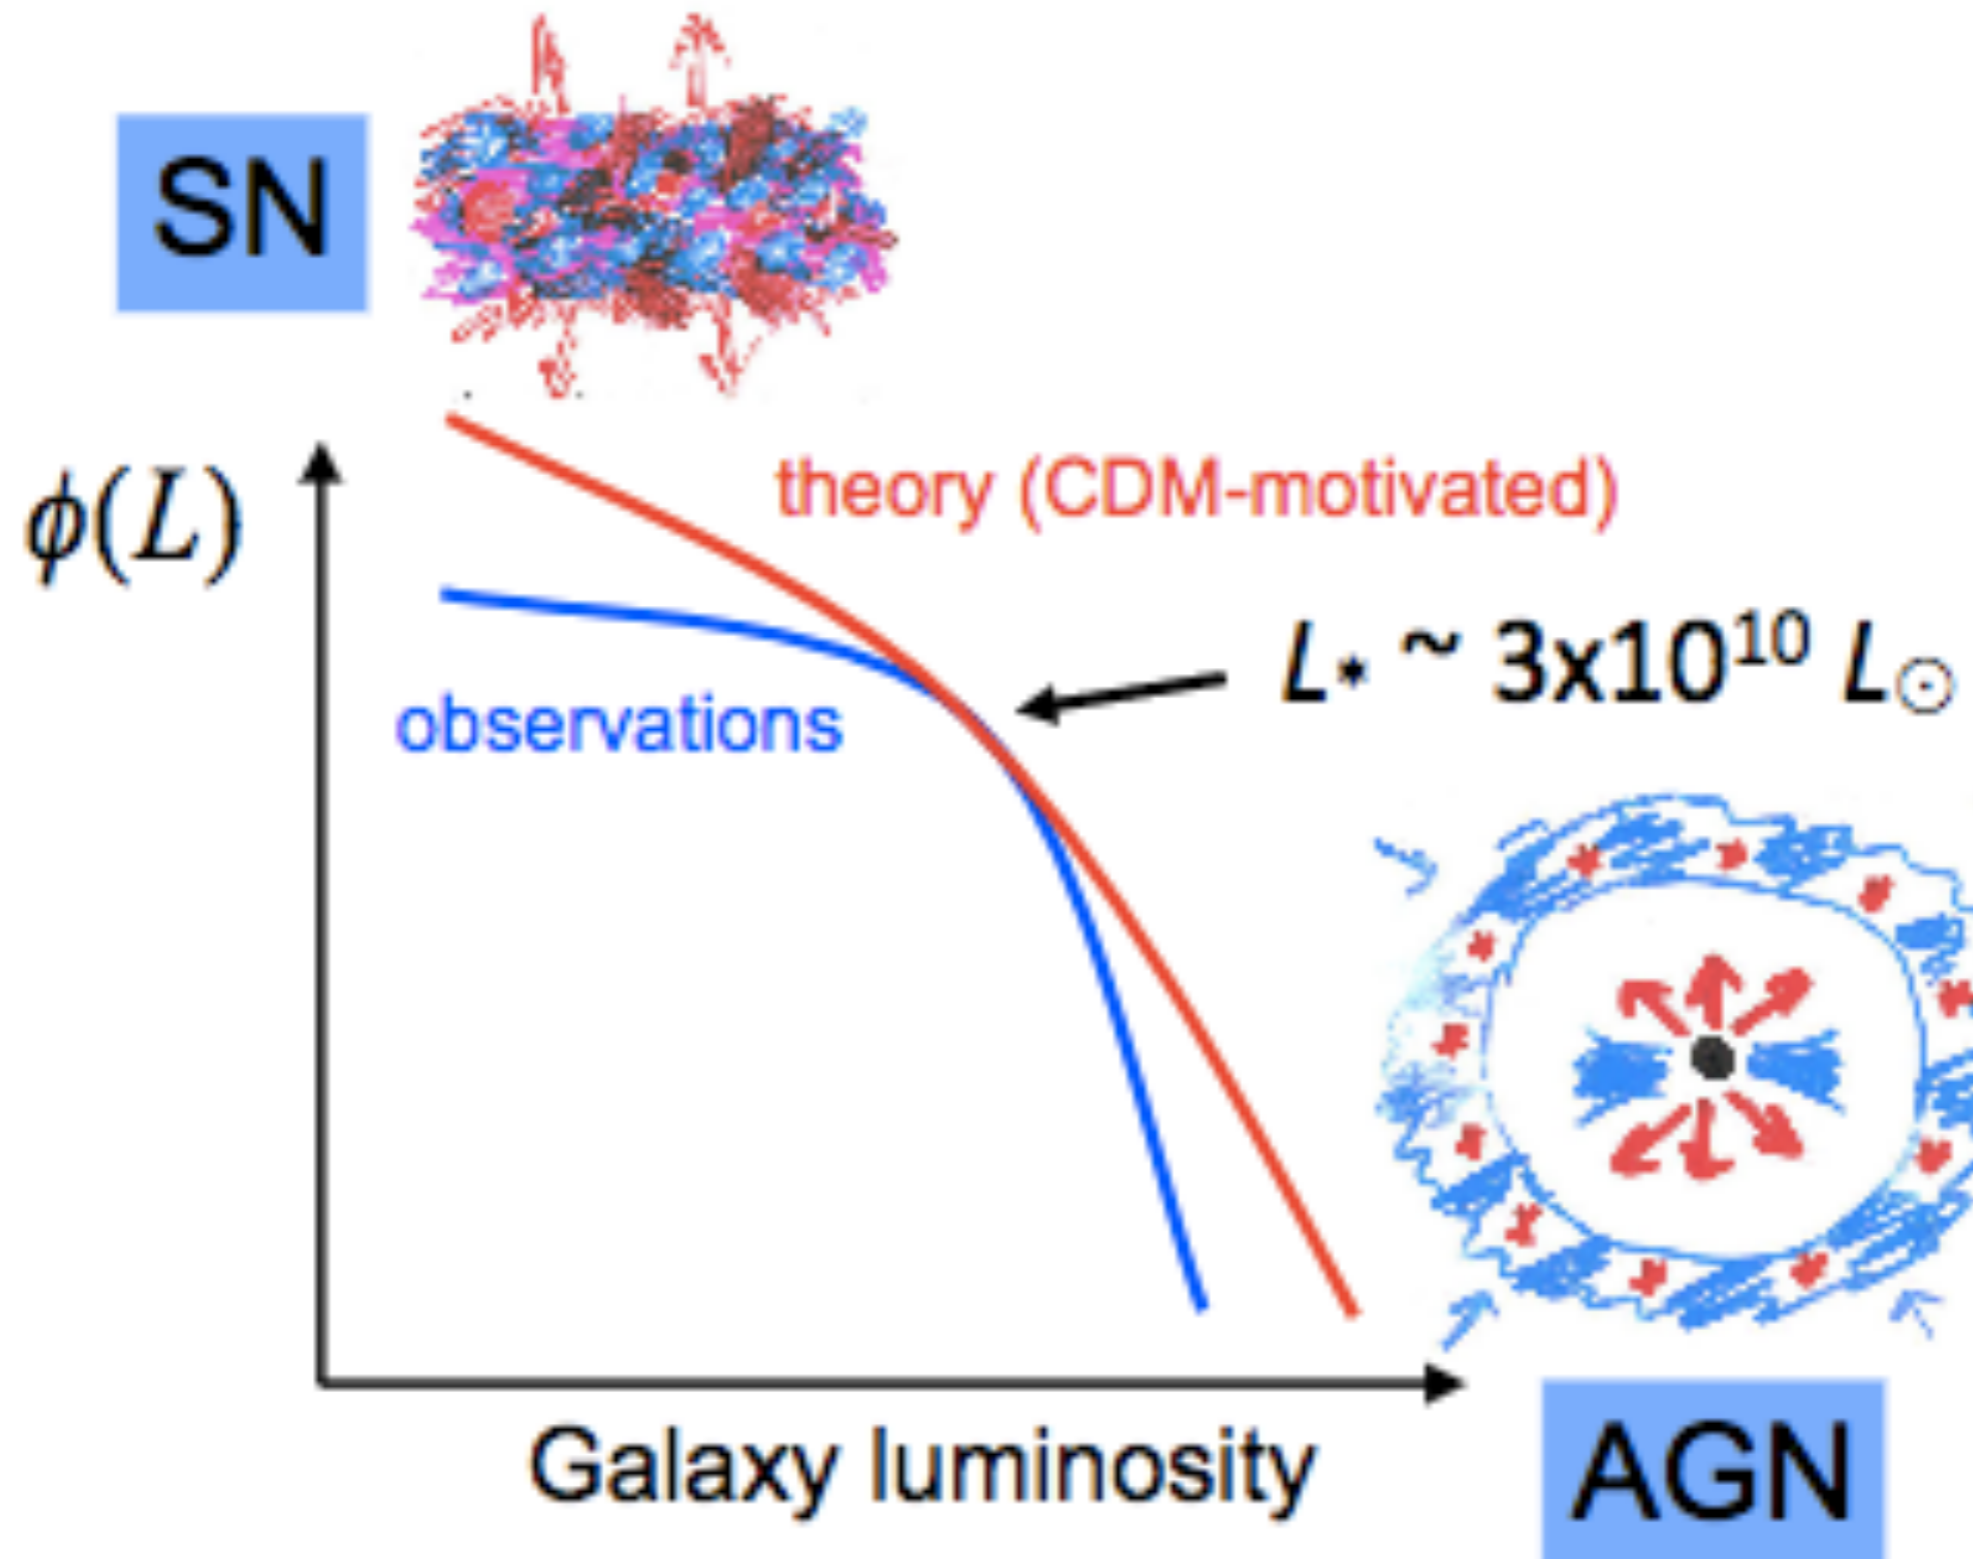 SN
ϕ(L)
theory (CDM-motivated)
L⋆ ~ 3x10¹⁰ L☉
observations
Galaxy luminosity
AGN